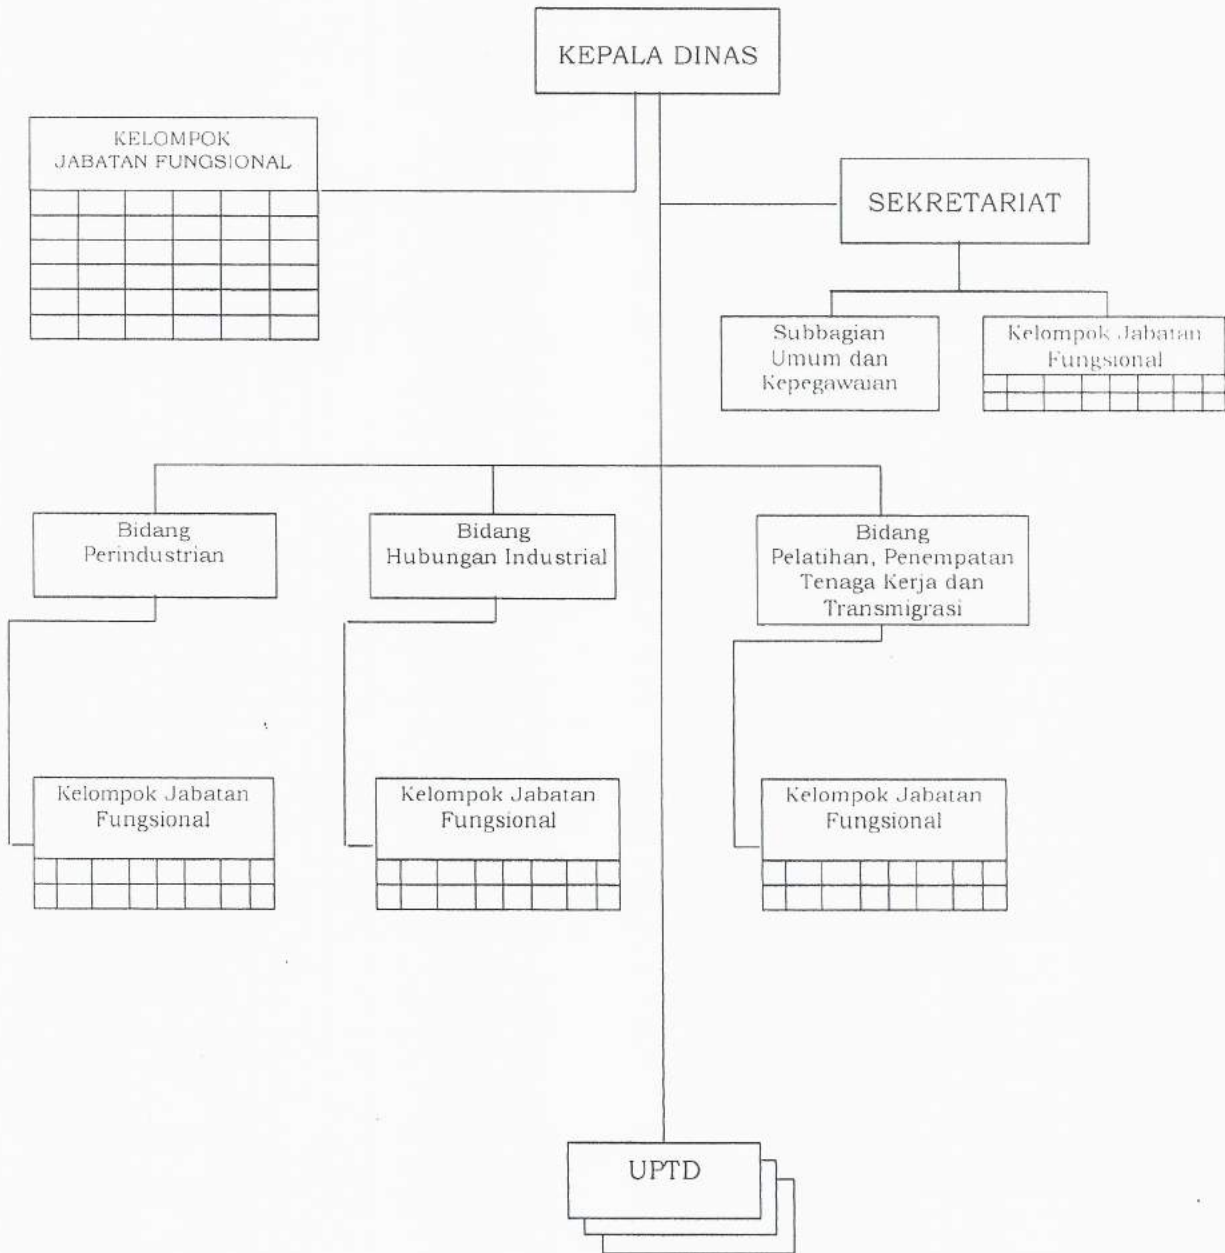 KEPALA DINAS
KELOMPOK
JABATAN FUNGSIONAL
SEKRETARIAT
Subbagian
Umum dan
Kepegawaian
Kelompok Jabatan
Fungsional
Bidang
Perindustrian
Bidang
Hubungan Industrial
Bidang
Pelatihan, Penempatan
Tenaga Kerja dan
Transmigrasi
Kelompok Jabatan
Fungsional
Kelompok Jabatan
Fungsional
Kelompok Jabatan
Fungsional
UPTD